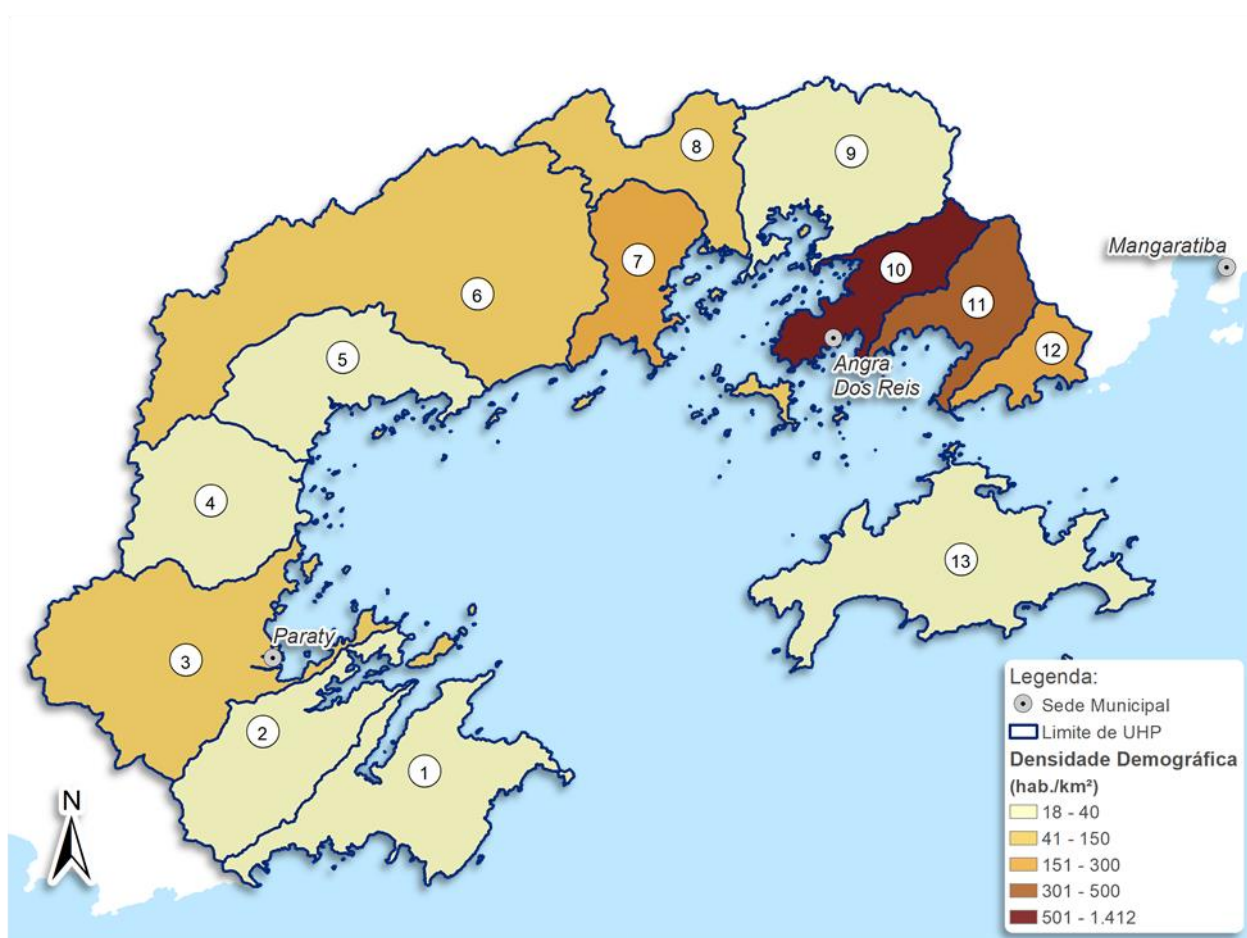 8
9
Mangaratiba
7
10
6
11
5
12
Angra
Dos Reis
4
13
Paratý
3
2
1
N
Legenda:
Sede Municipal
Limite de UHP
Densidade Demográfica
(hab./km²)
18 - 40
41 - 150
151 - 300
301 - 500
501 - 1.412